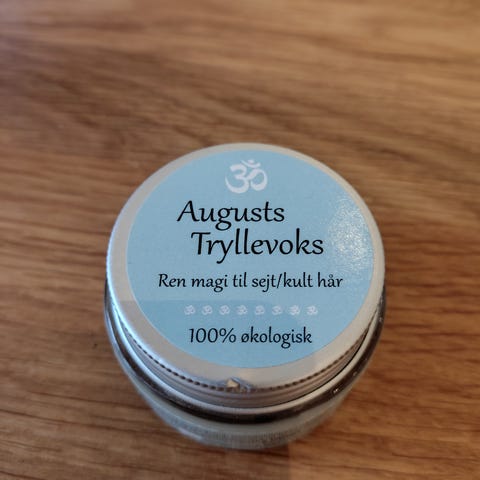 ॐ
Augusts
Tryllevoks
Ren magi til sejt/kult hår
ॐ ॐ ॐ ॐ ॐ ॐ ॐ ॐ
100% økologisk